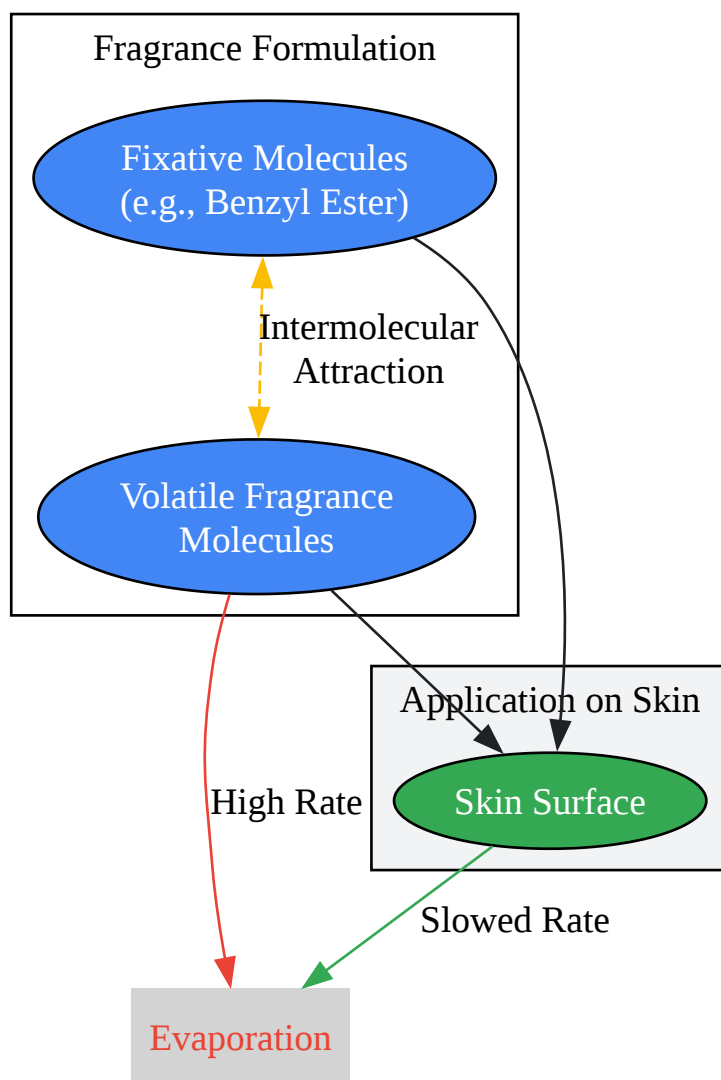 Fragrance Formulation
Fixative Molecules
(e.g., Benzyl Ester)
Intermolecular
Attraction
Volatile Fragrance
Molecules
Application on Skin
High Rate
Skin Surface
Slowed Rate
Evaporation